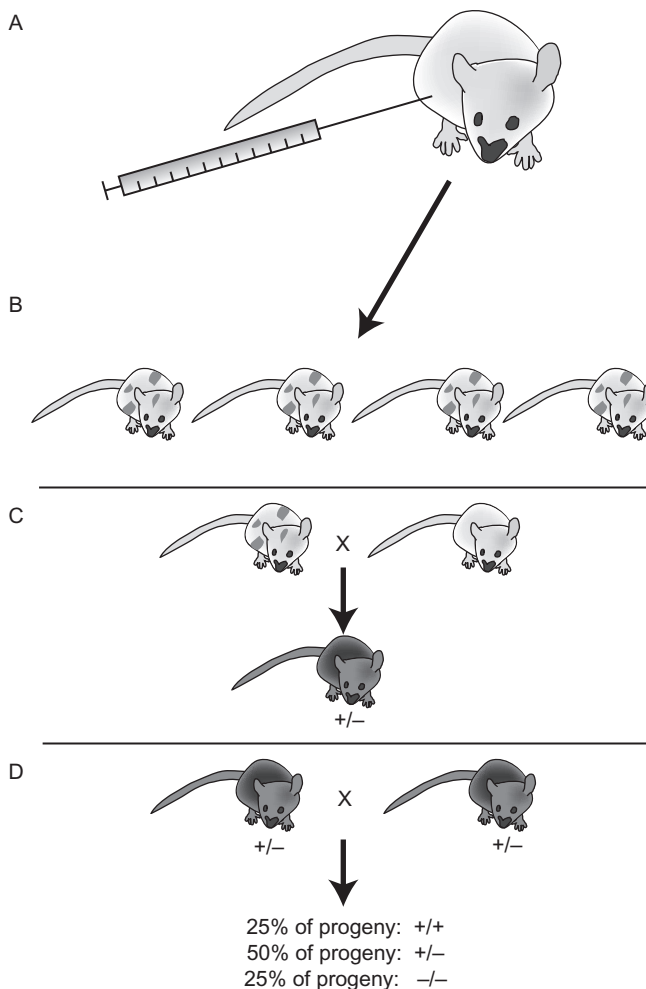 A
B
C
X
+/–
D
X
+/– +/–
25% of progeny: +/+
50% of progeny: +/–
25% of progeny: –/–